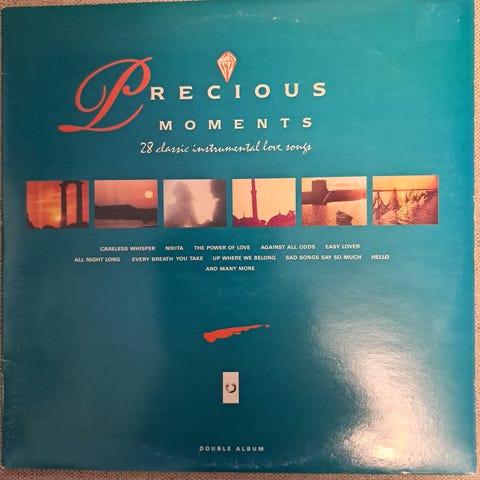 PRECIOUS
MOMENTS
28 classic instrumental love songs
CARELESS WHISPER NIKITA THE POWER OF LOVE AGAINST ALL ODDS EASY LOVER
ALL NIGHT LONG EVERY BREATH YOU TAKE UP WHERE WE BELONG SAD SONGS SAY SO MUCH HELLO
AND MANY MORE
DOUBLE ALBUM